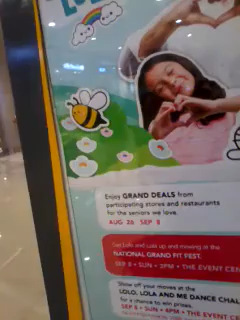 Enjoy GRAND DEALS from
participating stores and restaurants
for the seniors we love.
AUG 26 SEP 8
Get Lolo and Lola up and moving at the
NATIONAL GRAN FIT FEST.
SEP 8 • SUN • 2PM • THE EVENT CEN
Show off your moves at the
LOLO, LOLA AND ME DANCE CHAL
for a chance to win prizes.
SEP 8 • SUN • 4PM • THE EVENT CEN